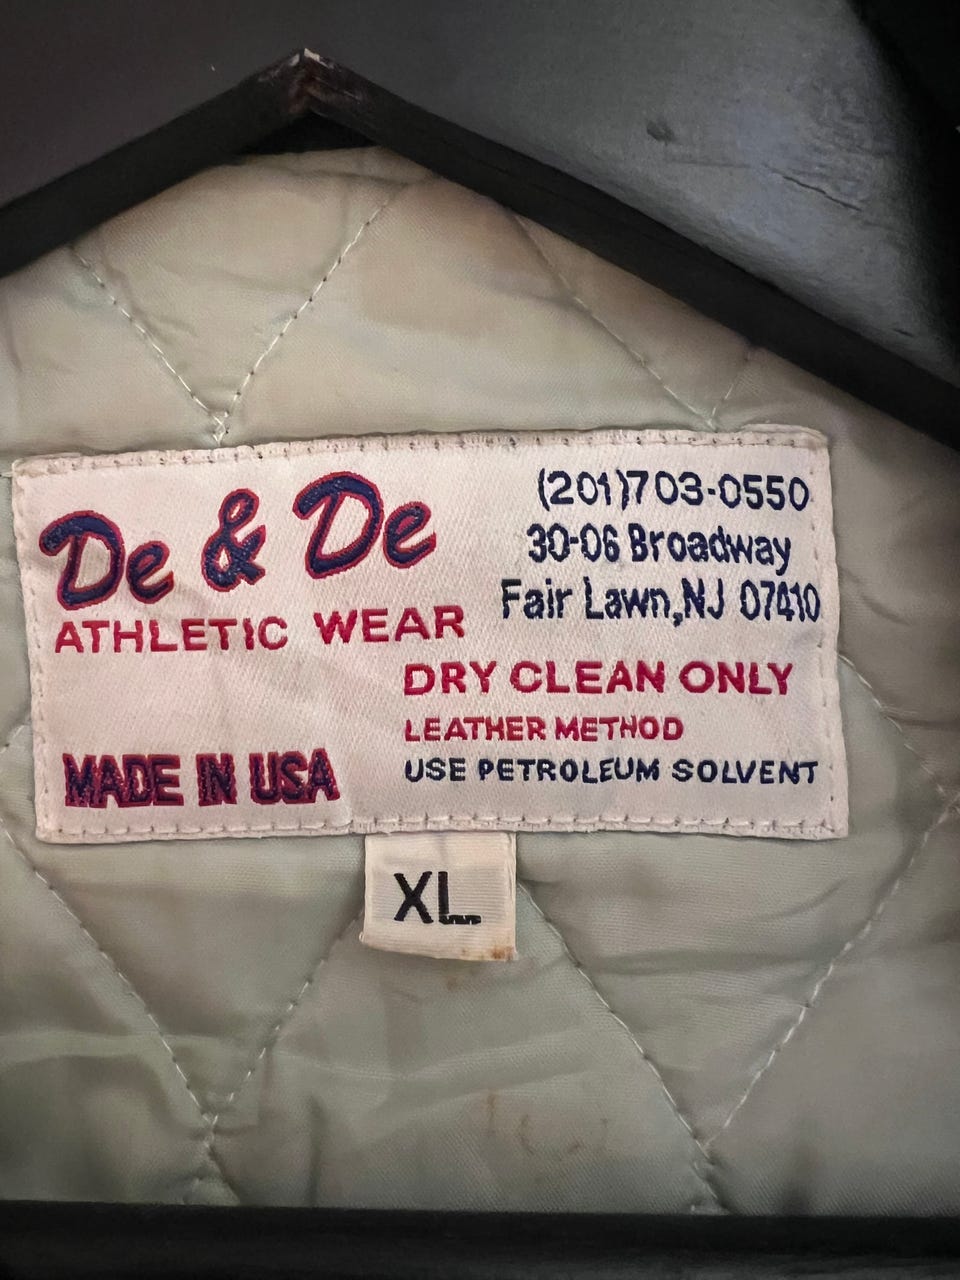 De & De
ATHLETIC WEAR
(201)703-0550
30-06 Broadway
Fair Lawn,NJ 07410
DRY CLEAN ONLY
LEATHER METHOD
USE PETROLEUM SOLVENT
MADE IN USA
XL